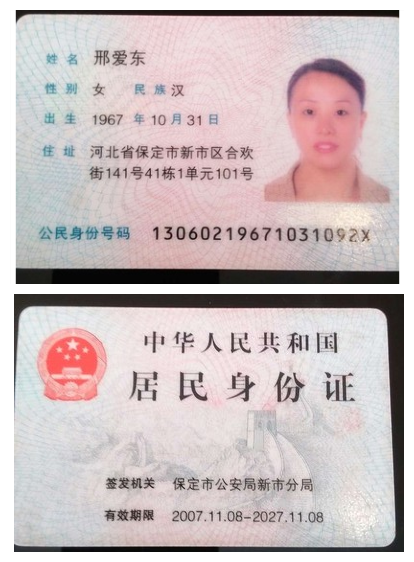 姓名 邢爱东
性别 女 民族 汉
出生 1967 年 10 月 31 日
住址 河北省保定市新市区合欢
街141号41栋1单元101号
公民身份号码 13060219671031092X
中华人民共和国
居民身份证
签发机关 保定市公安局新市分局
有效期限 2007.11.08-2027.11.08